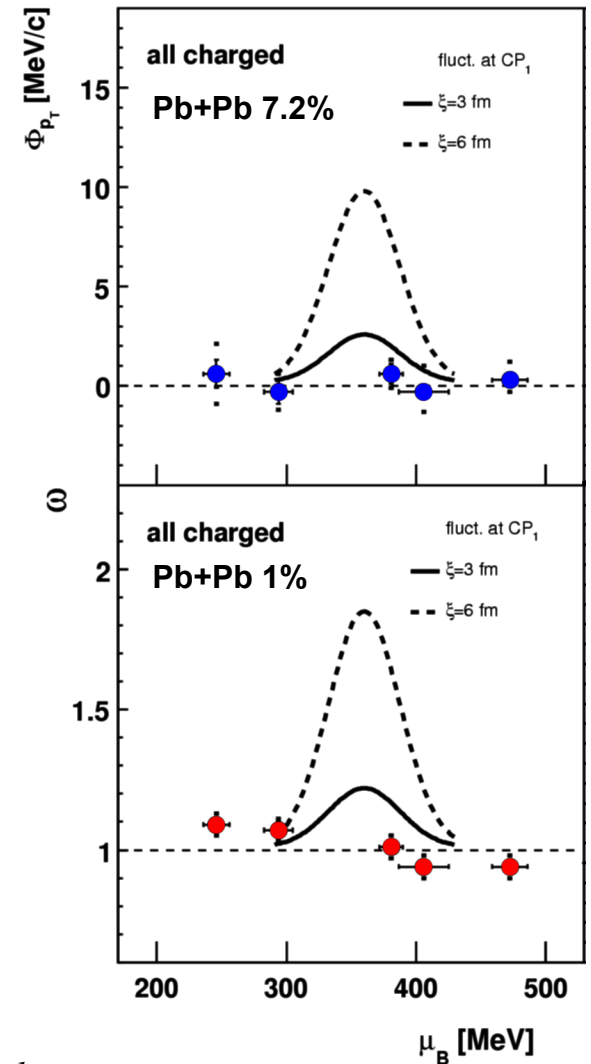 Φ_pT [MeV/c]
all charged
Pb+Pb 7.2%
fluct. at CP₁
ξ=3 fm
ξ=6 fm
15
10
5
0
ω
all charged
Pb+Pb 1%
fluct. at CP₁
ξ=3 fm
ξ=6 fm
2
1.5
1
200 300 400 500
μ_B [MeV]